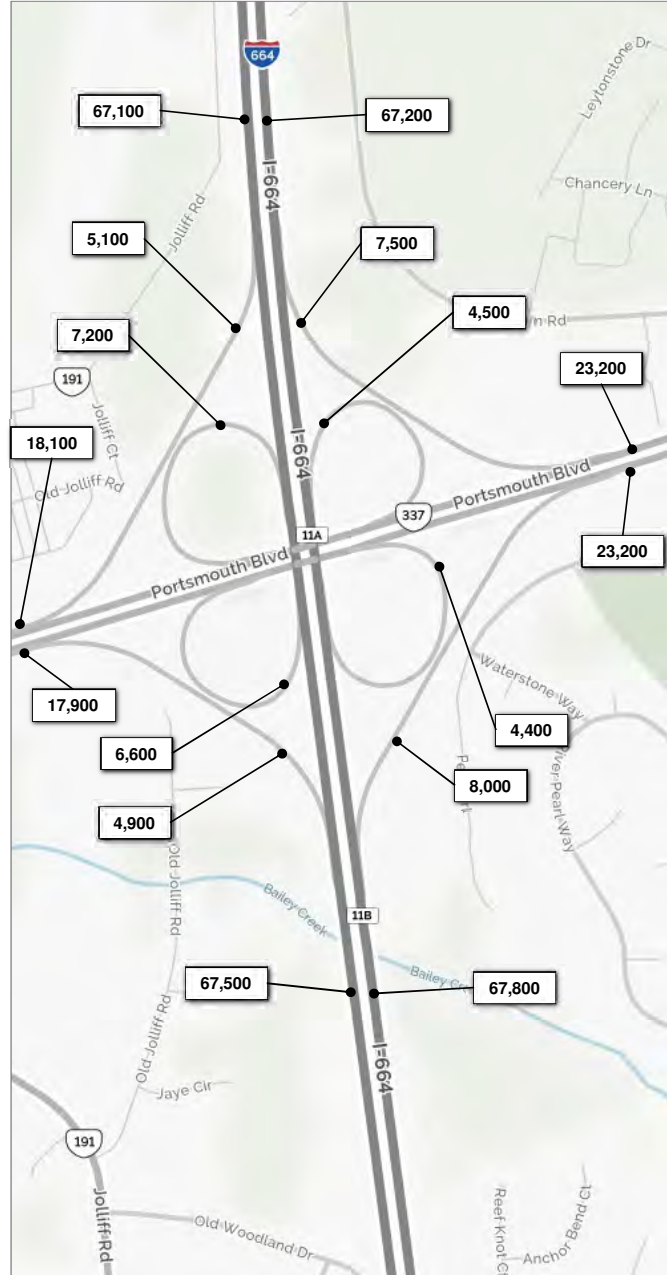 664
67,100
67,200
I-664
Leytonstone Dr
Chancery Ln
Jolliff Rd
5,100
7,500
7,200
4,500
n Rd
191
23,200
Jolliff Ct
18,100
I-664
Old Jolliff Rd
Portsmouth Blvd
337
11A
23,200
Portsmouth Blvd
17,900
Waterstone Way
6,600
4,400
8,000
4,900
River Pearl Way
Old Jolliff Rd
Bailey Creek
11B
67,500
67,800
I-664
Old Jolliff Rd
Jaye Cir
191
Jolliff Rd
Old Woodland Dr
Reef Knot C
Anchor Bend Ct